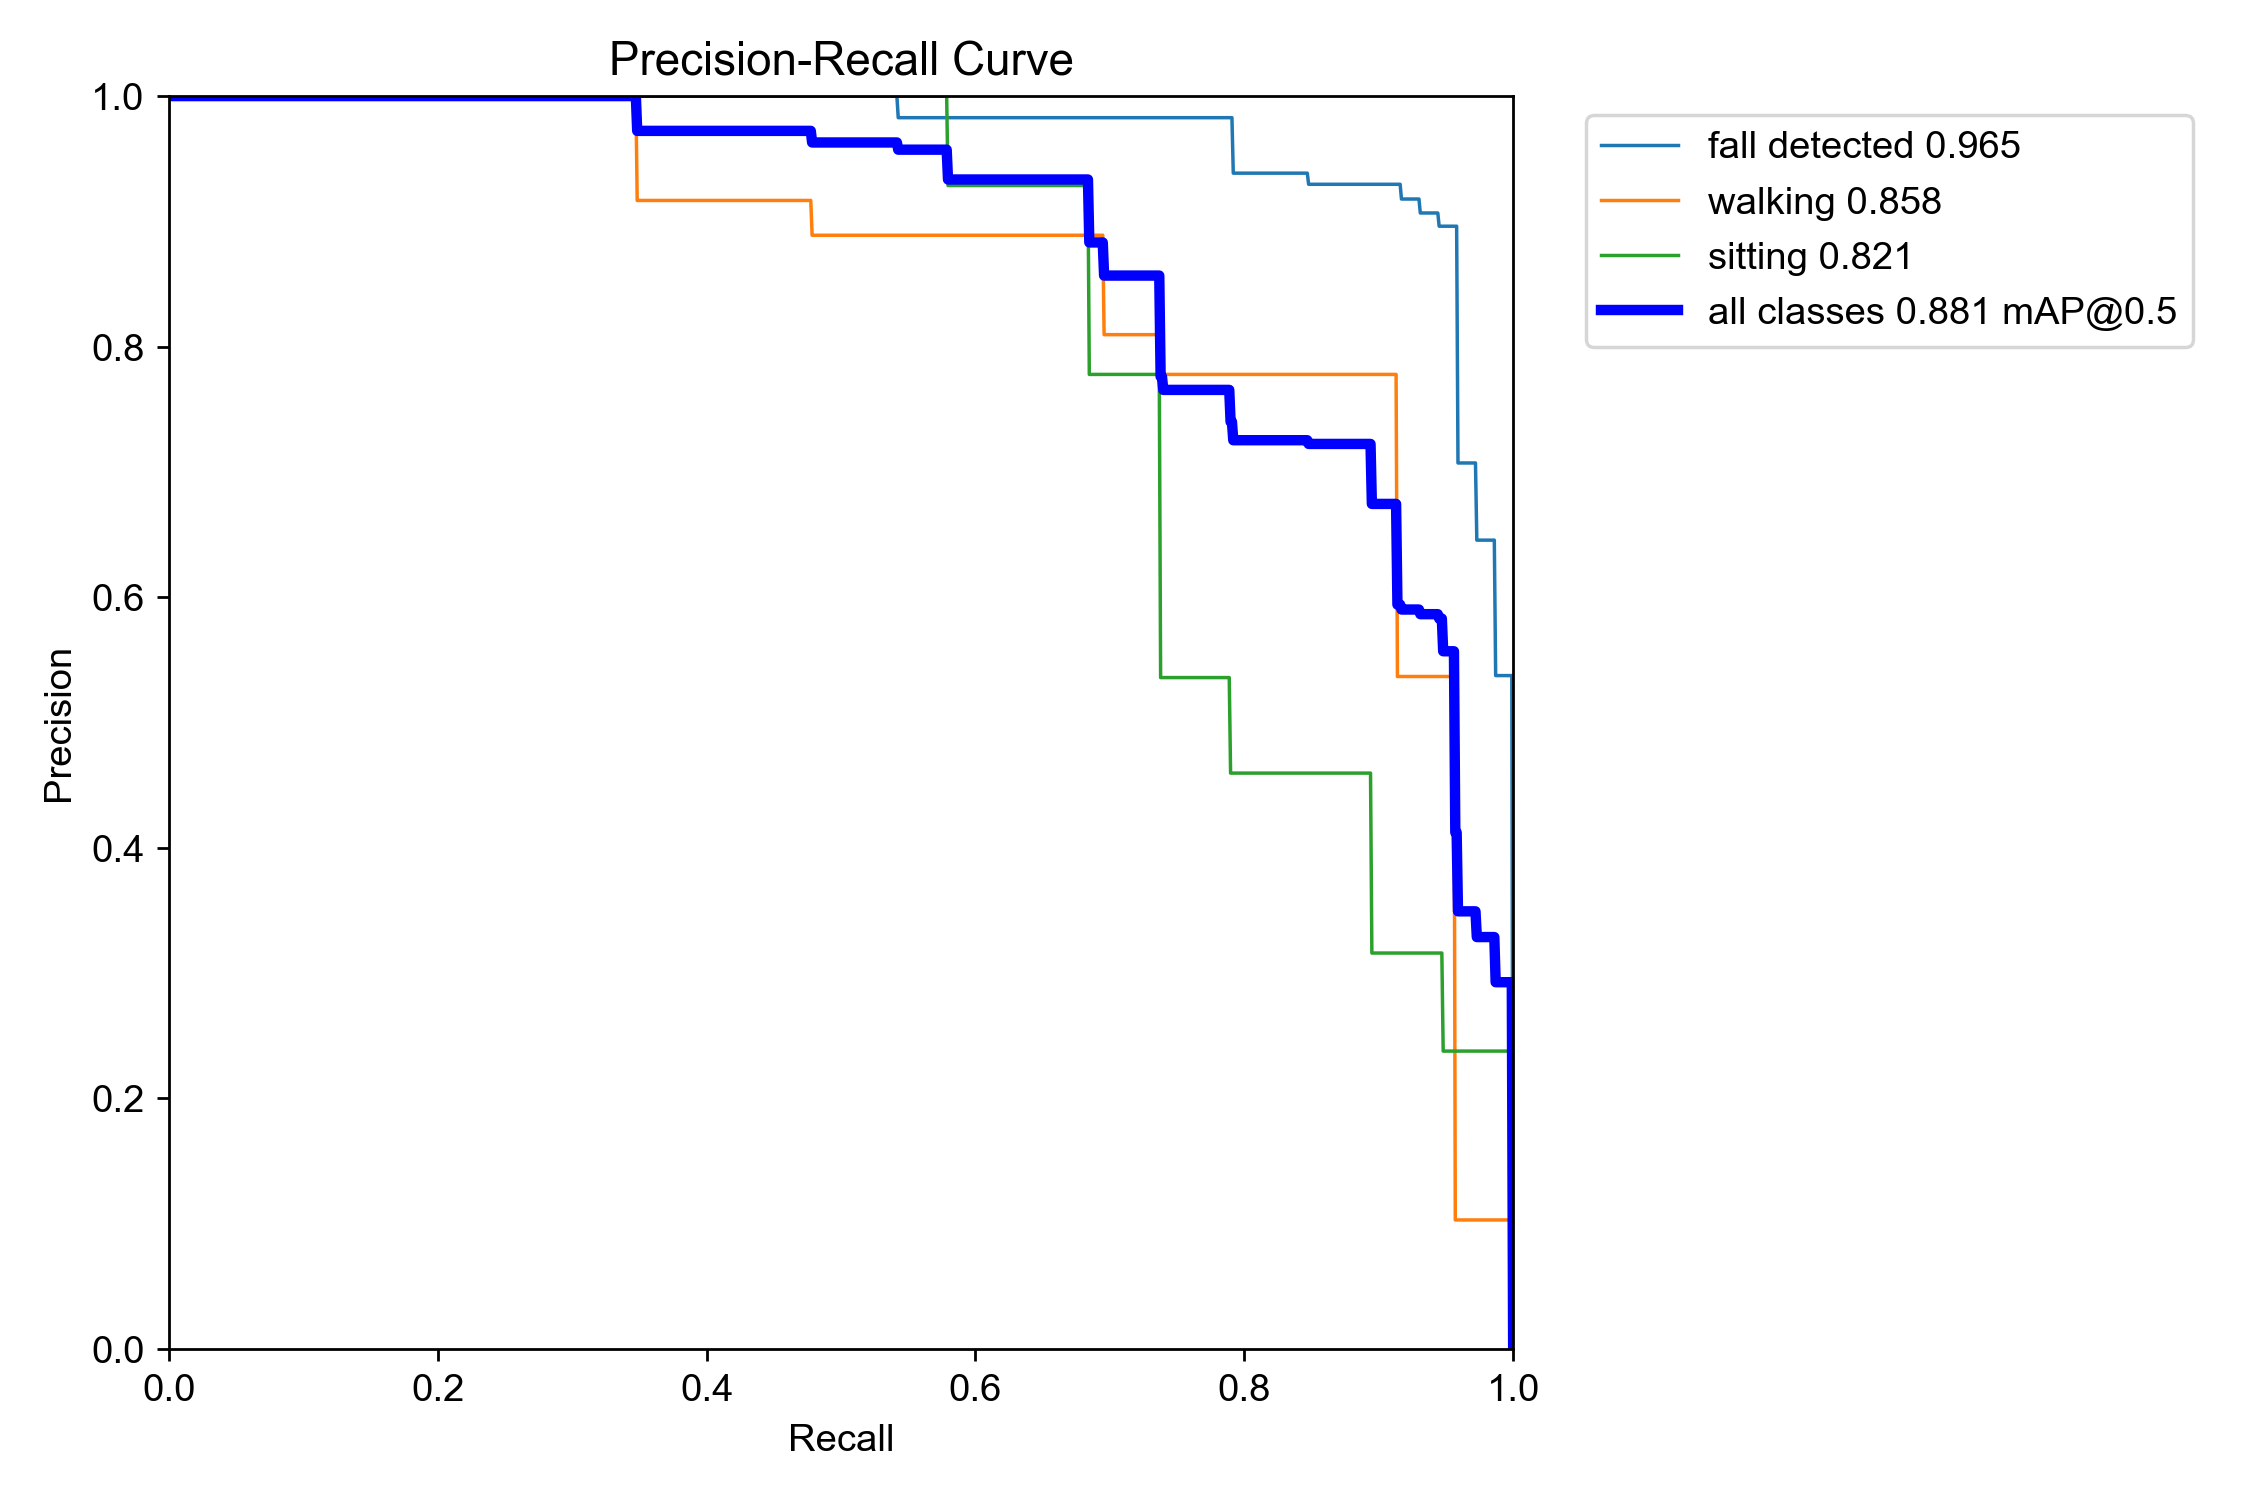 Precision-Recall Curve
1.0
0.8
0.6
0.4
0.2
0.0
Precision
0.0 0.2 0.4 0.6 0.8 1.0
Recall
fall detected 0.965
walking 0.858
sitting 0.821
all classes 0.881 mAP@0.5